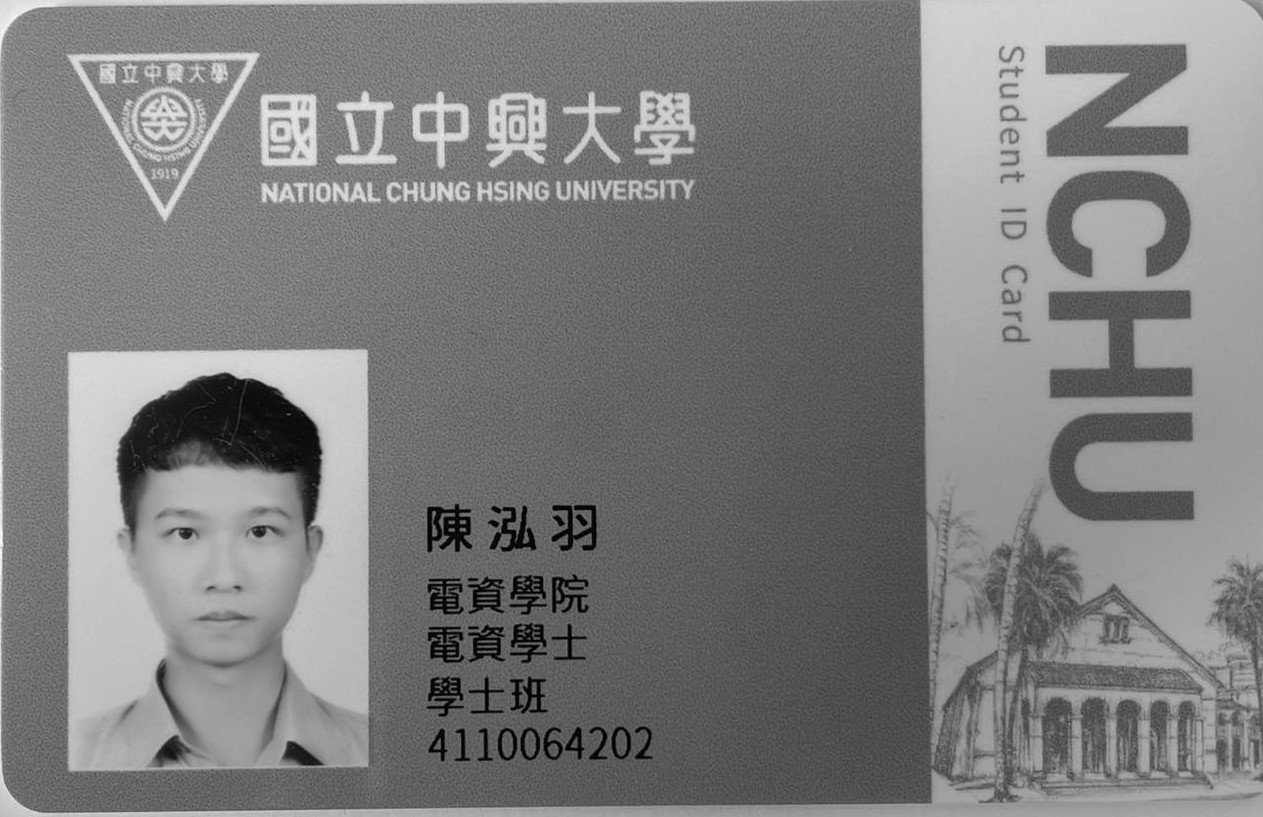 國立中興大學
NATIONAL CHUNG HSING UNIVERSITY
1919
國立中興大學
NATIONAL CHUNG HSING UNIVERSITY
陳泓羽
電資學院
電資學士
學士班
4110064202
NCHU
Student ID Card